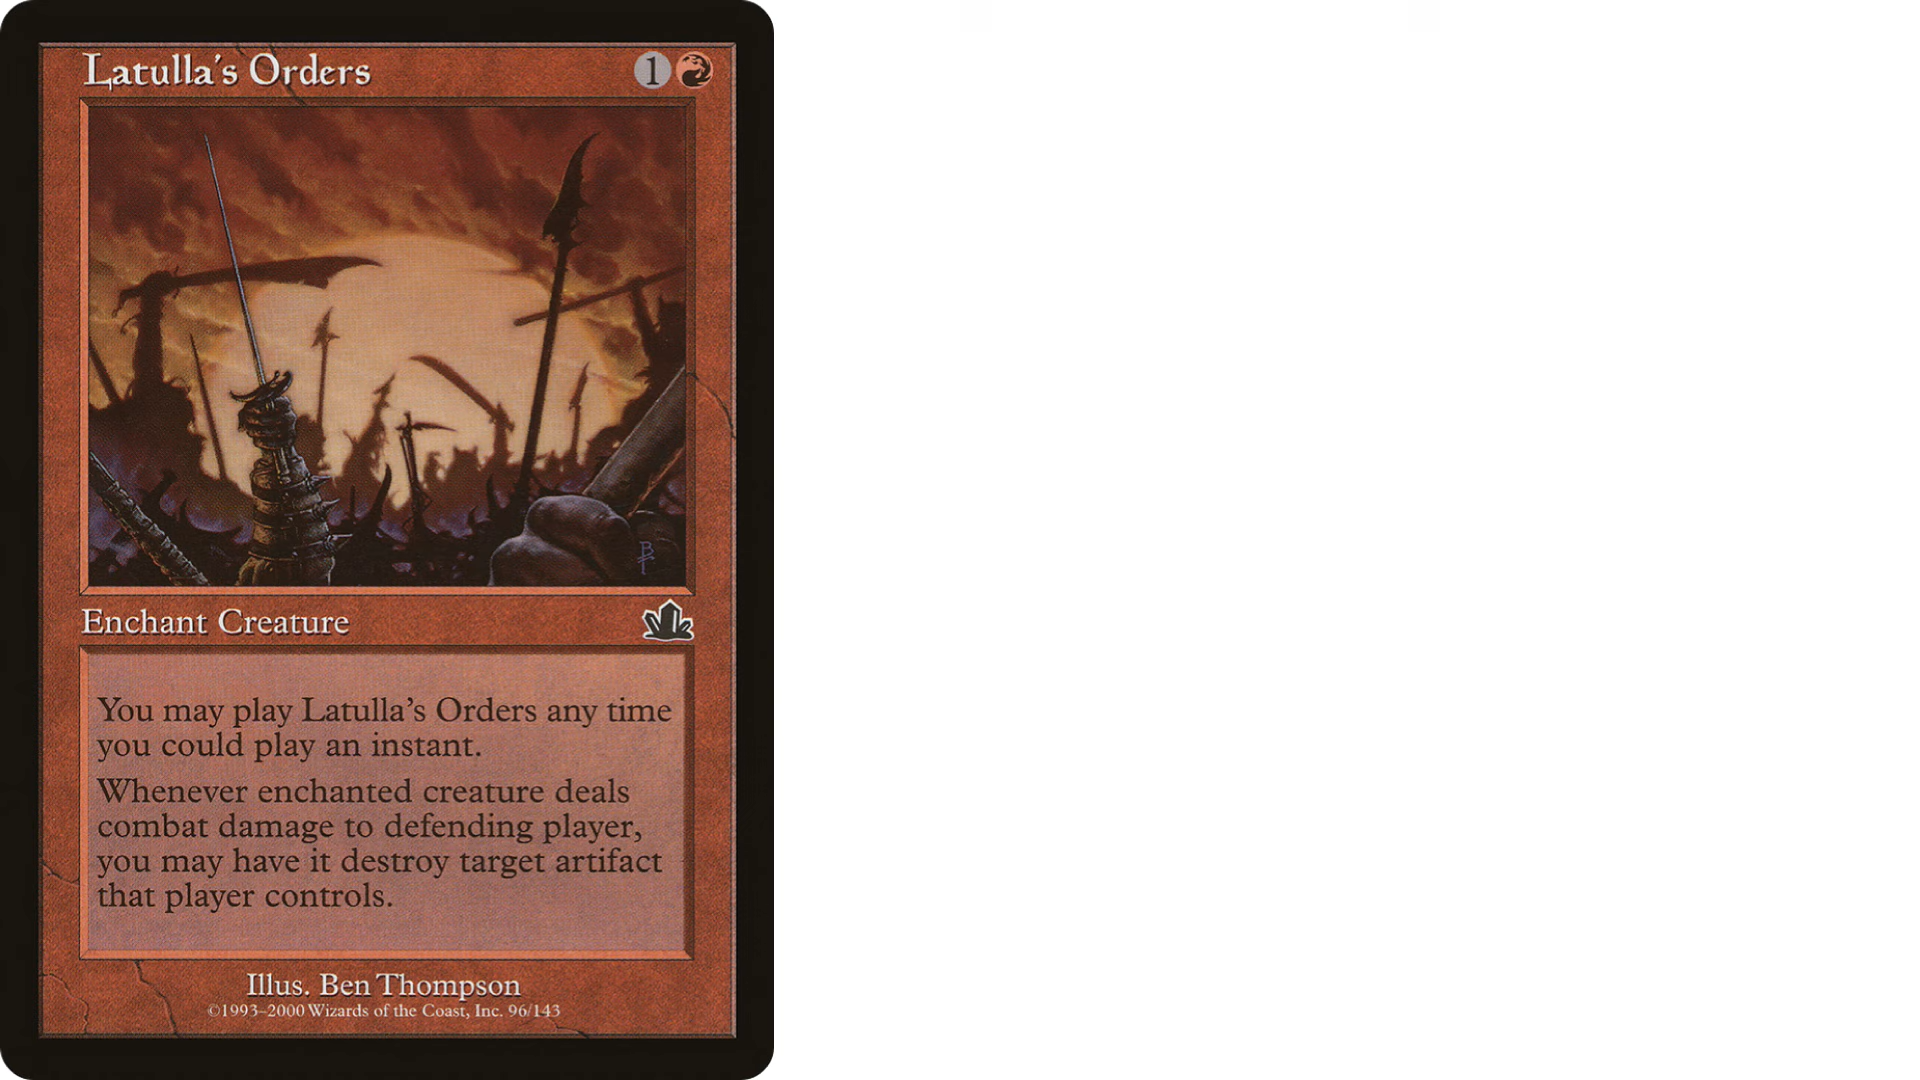 Latulla's Orders 1
Enchant Creature
You may play Latulla's Orders any time
you could play an instant.
Whenever enchanted creature deals
combat damage to defending player,
you may have it destroy target artifact
that player controls.
Illus. Ben Thompson
©1993–2000 Wizards of the Coast, Inc. 96/143